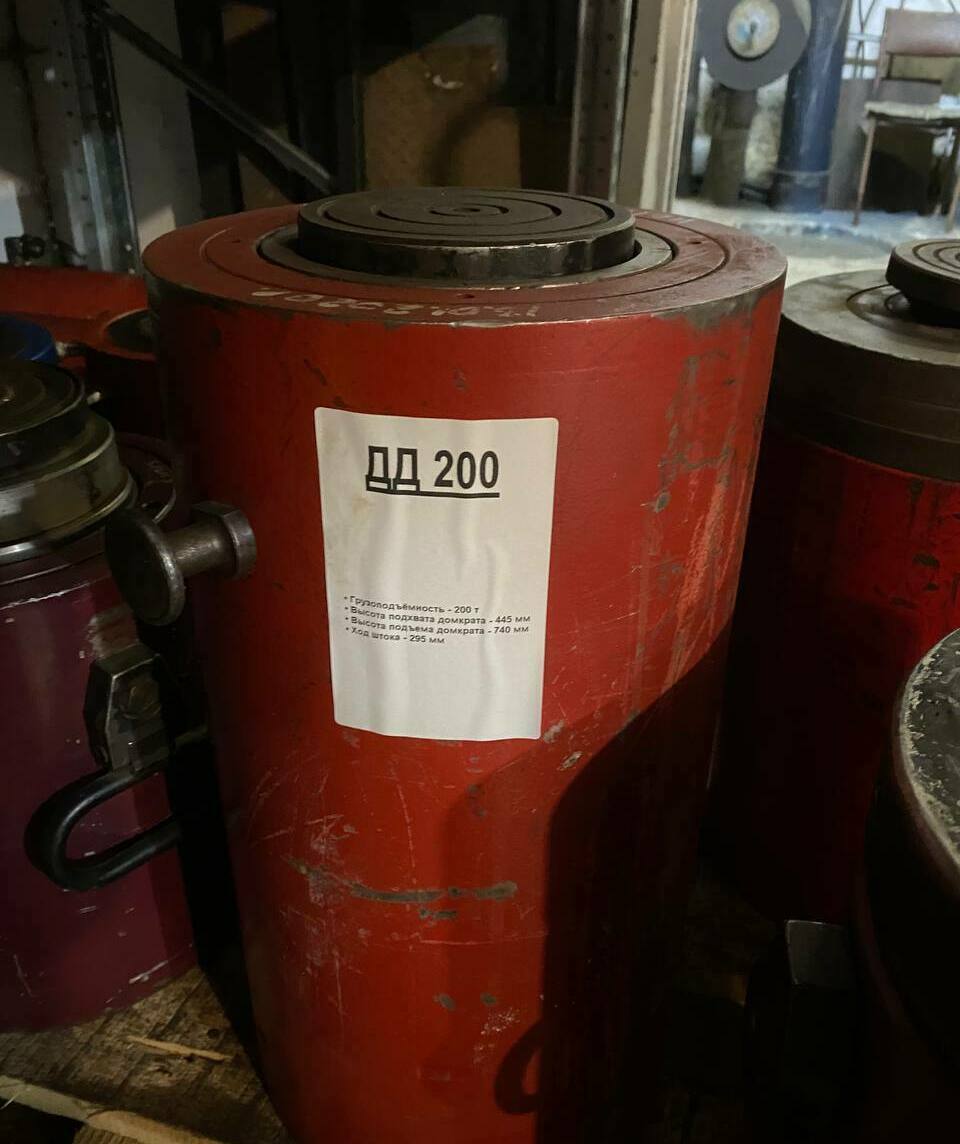 ДД 200
• Грузоподъёмность - 200 т
• Высота подхвата домкрата - 445 мм
• Высота подъема домкрата - 740 мм
• Ход штока - 295 мм